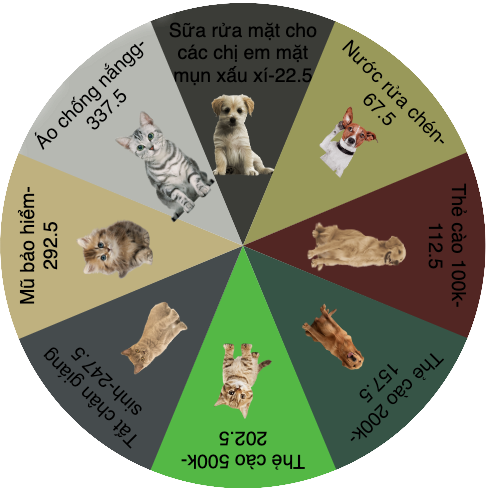 Sữa rửa mặt cho
các chị em mặt
mụn xấu xí-22.5
Nước rửa chén-
67.5
Thẻ cào 100k-
112.5
Thẻ cào 200k-
157.5
Thẻ cào 500k-
202.5
Tất chân giáng
sinh-247.5
Mũ bảo hiểm-
292.5
Áo chống nắngg-
337.5